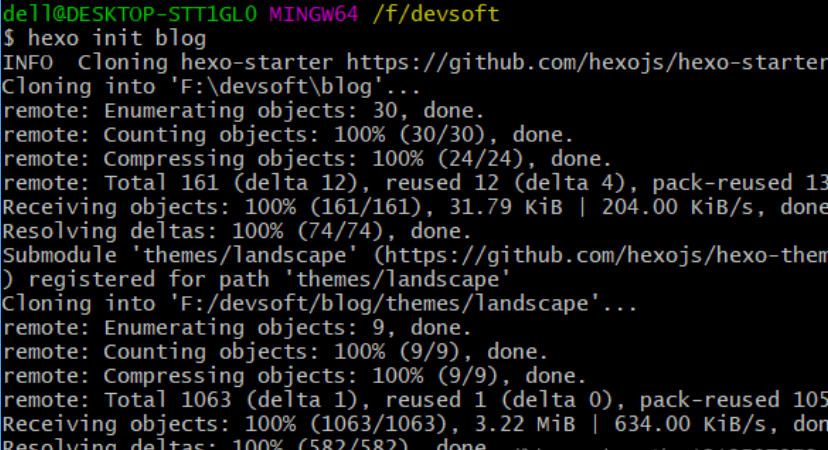 dell@DESKTOP-STT1GL0 MINGW64 /f/devsoft
$ hexo init blog
INFO  Cloning hexo-starter https://github.com/hexojs/hexo-starter
Cloning into 'F:\devsoft\blog'...
remote: Enumerating objects: 30, done.
remote: Counting objects: 100% (30/30), done.
remote: Compressing objects: 100% (24/24), done.
remote: Total 161 (delta 12), reused 12 (delta 4), pack-reused 13
Receiving objects: 100% (161/161), 31.79 KiB | 204.00 KiB/s, done
Resolving deltas: 100% (74/74), done.
Submodule 'themes/landscape' (https://github.com/hexojs/hexo-them
) registered for path 'themes/landscape'
Cloning into 'F:/devsoft/blog/themes/landscape'...
remote: Enumerating objects: 9, done.
remote: Counting objects: 100% (9/9), done.
remote: Compressing objects: 100% (9/9), done.
remote: Total 1063 (delta 1), reused 1 (delta 0), pack-reused 105
Receiving objects: 100% (1063/1063), 3.22 MiB | 634.00 KiB/s, don
Resolving deltas: 100% (582/582), done.